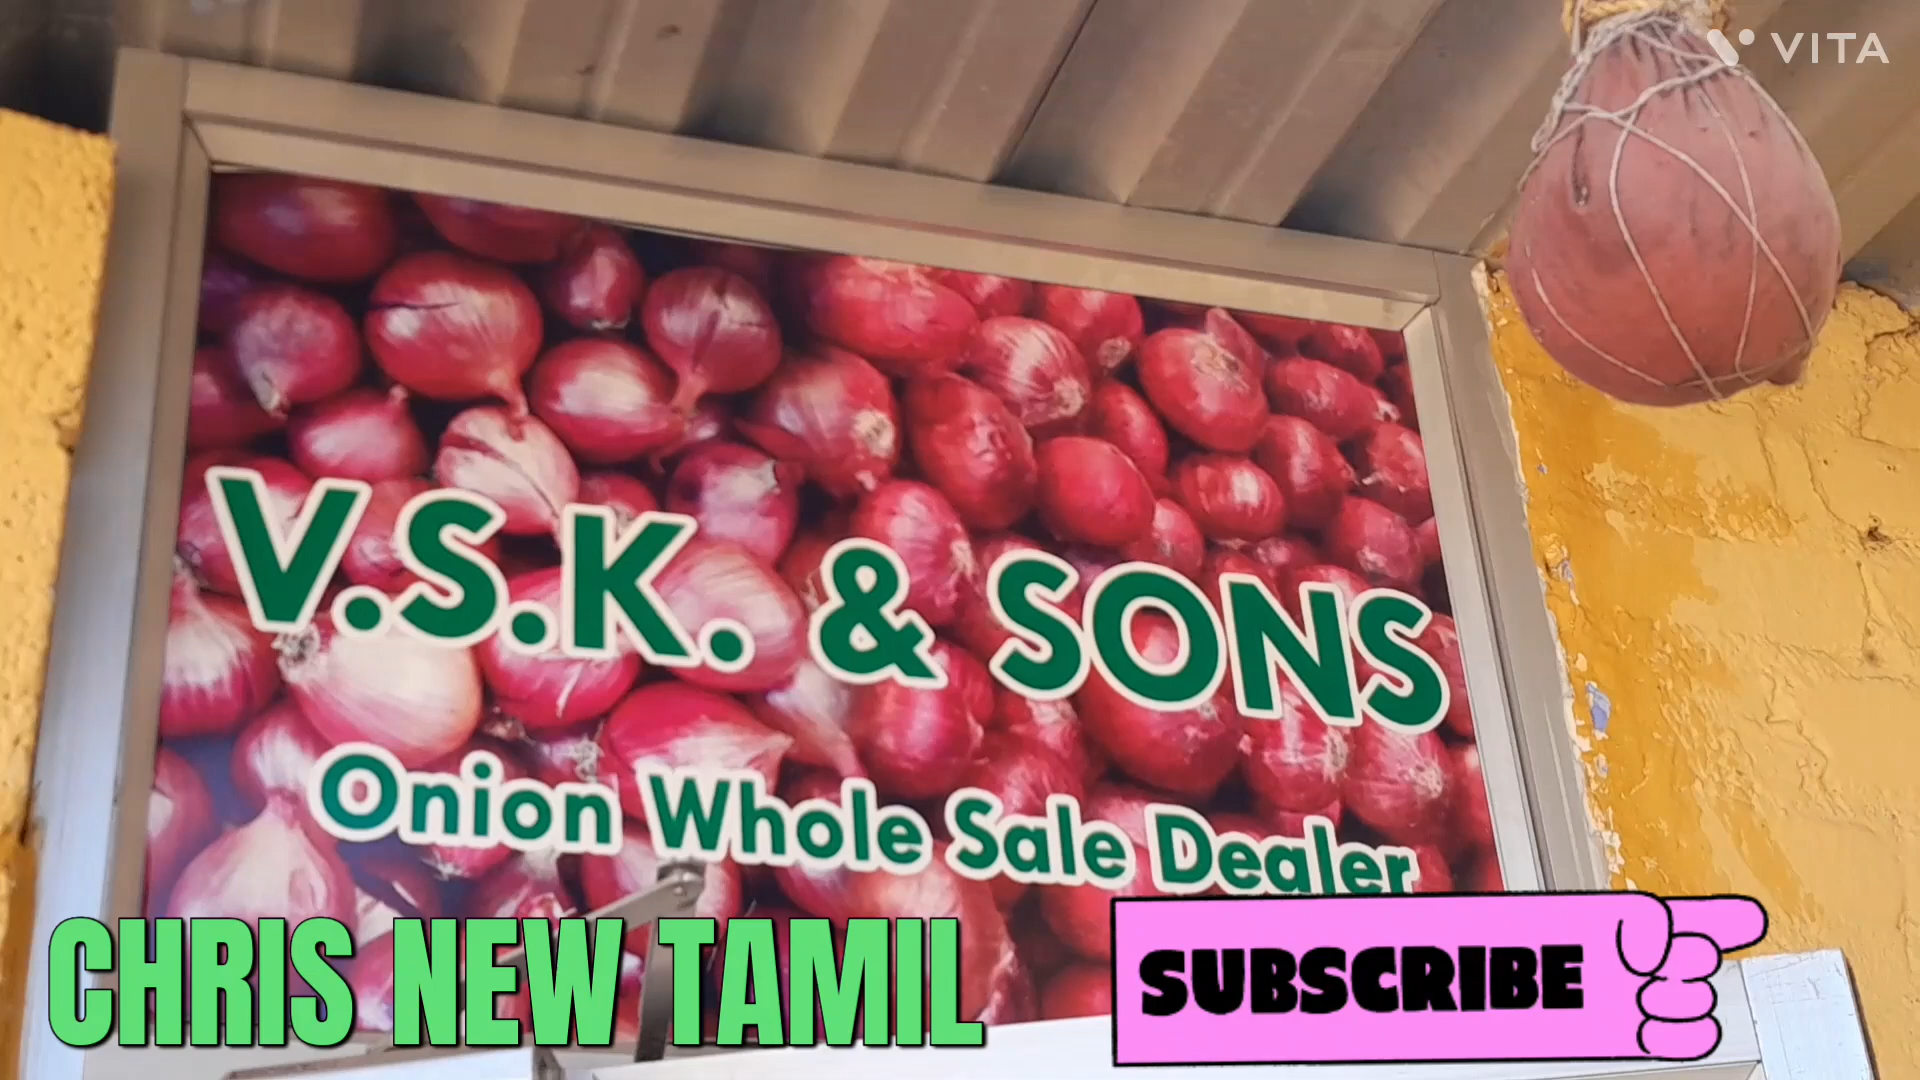 VITA
V.S.K. & SONS
Onion Whole Sale Dealer
CHRIS NEW TAMIL
SUBSCRIBE